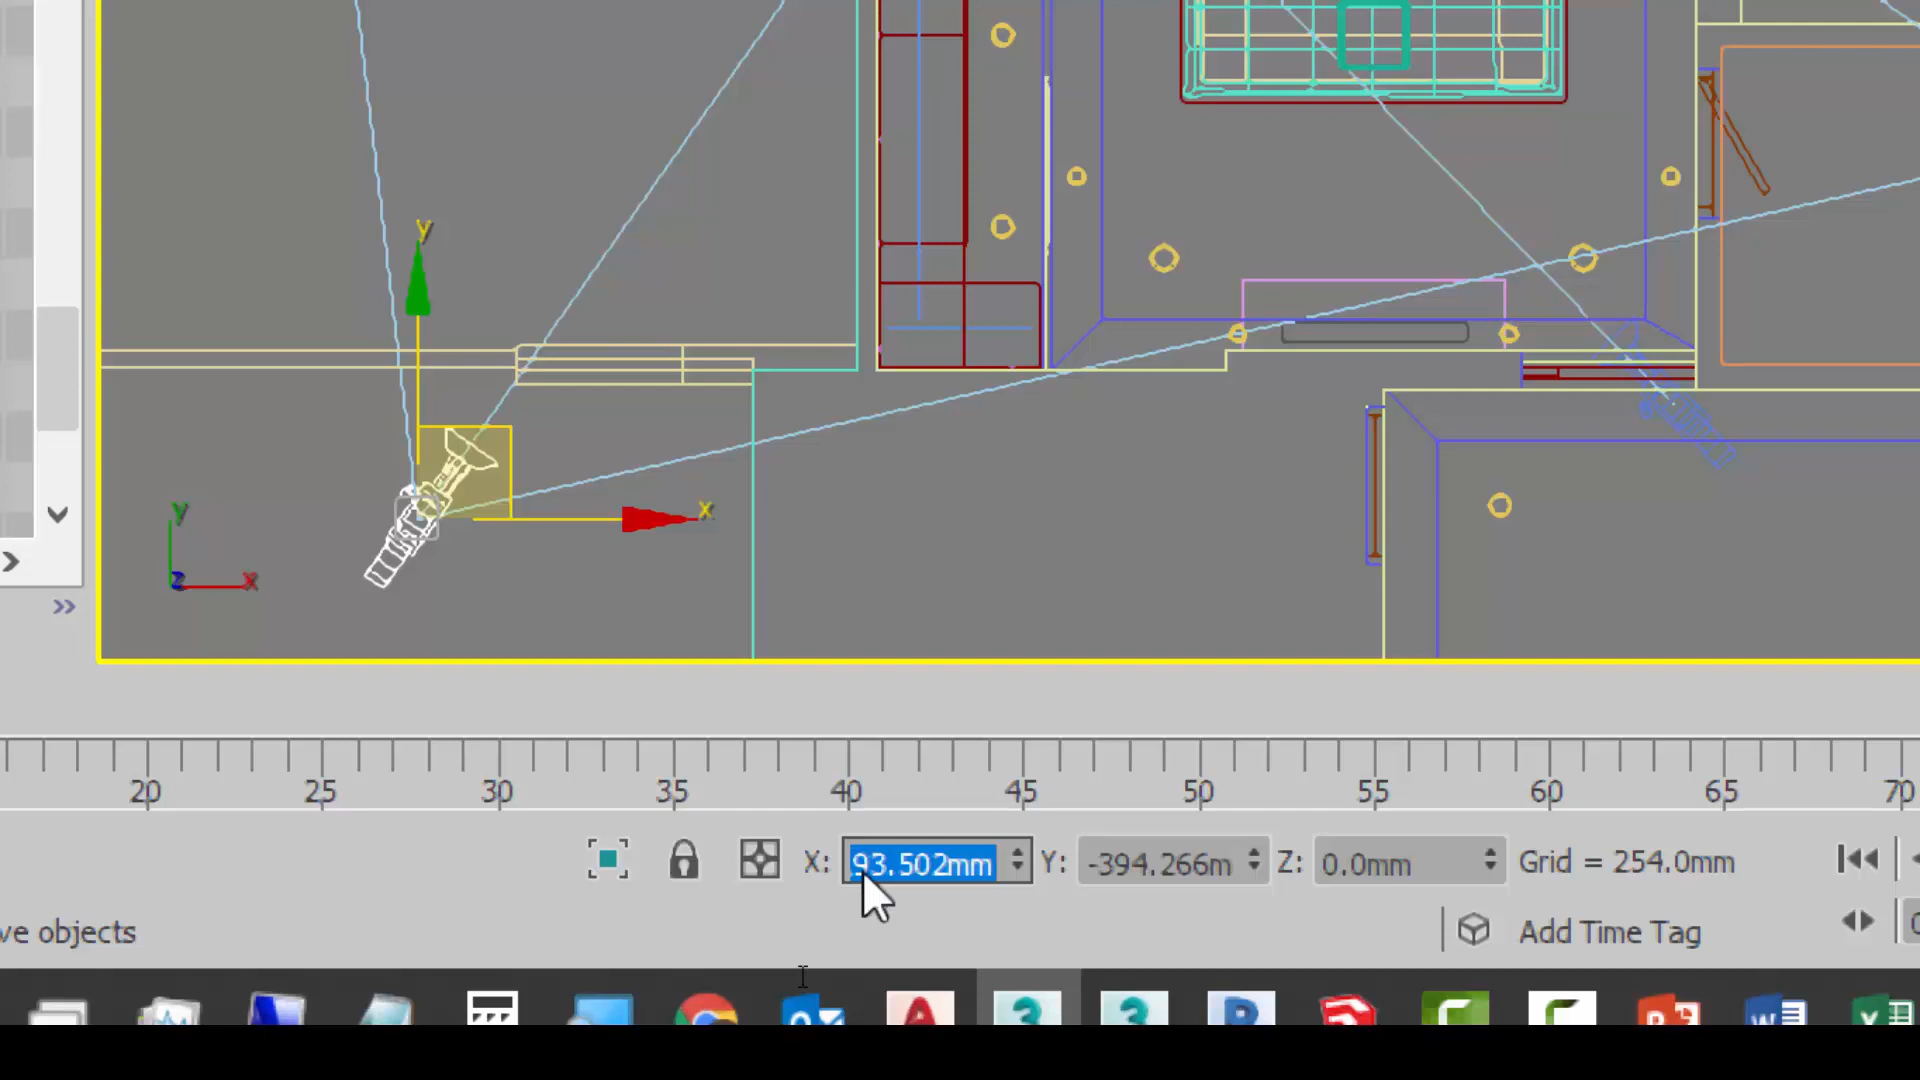 y
x
y
z
x
20 25 30 35 40 45 50 55 60 65 70
X: 93.502mm Y: -394.266m Z: 0.0mm Grid = 254.0mm
ve objects Add Time Tag